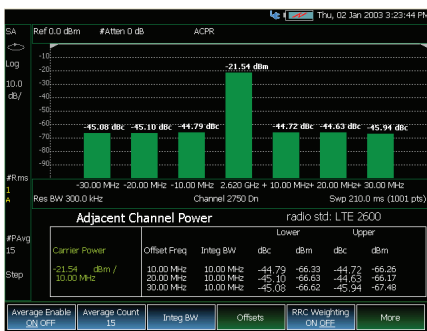 Thu, 02 Jan 2003 3:23:44 PM
SA Ref 0.0 dBm #Atten 0 dB ACPR
Log
10.0
dB/
-10
-20
-30
-40
-50
-60
-70
-80
-90
-21.54 dBm
-45.08 dBc -45.10 dBc -44.79 dBc -44.72 dBc -44.63 dBc -45.94 dBc
-30.00 MHz -20.00 MHz -10.00 MHz 2.620 GHz + 10.00 MHz+ 20.00 MHz+ 30.00 MHz
#Rms
1
A
Res BW 300.0 kHz Channel 2750 Dn Swp 210.0 ms (1001 pts)
Adjacent Channel Power radio std: LTE 2600
#PAvg
15
Step
Lower Upper
Carrier Power Offset Freq Integ BW dBc dBm dBc dBm
-21.54 dBm / 10.00 MHz 10.00 MHz -44.79 -66.33 -44.72 -66.26
10.00 MHz 20.00 MHz 10.00 MHz -45.10 -66.63 -44.63 -66.17
30.00 MHz 10.00 MHz -45.08 -66.62 -45.94 -67.48
Average Enable Average Count Integ BW Offsets RRC Weighting More
ON OFF 15 ON OFF